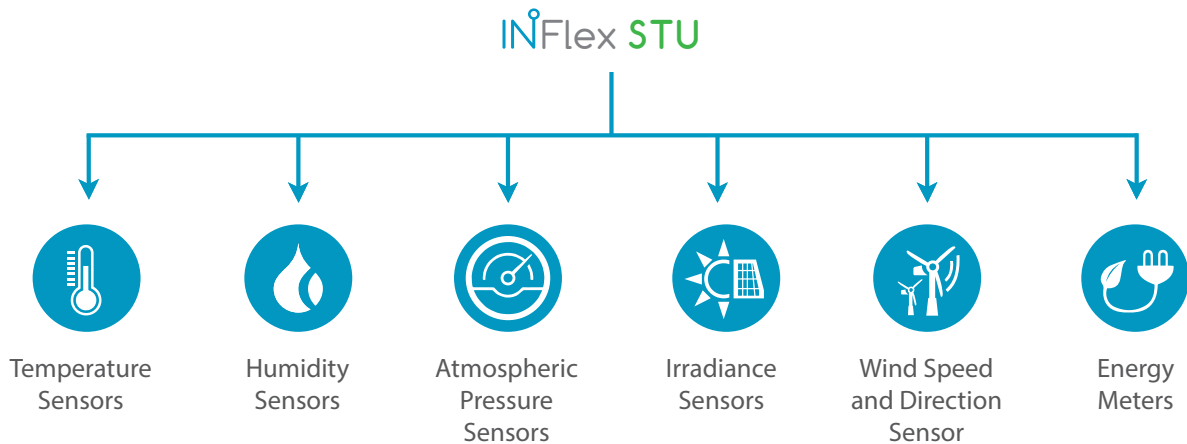 INFlex STU
Temperature
Sensors
Humidity
Sensors
Atmospheric
Pressure
Sensors
Irradiance
Sensors
Wind Speed
and Direction
Sensor
Energy
Meters